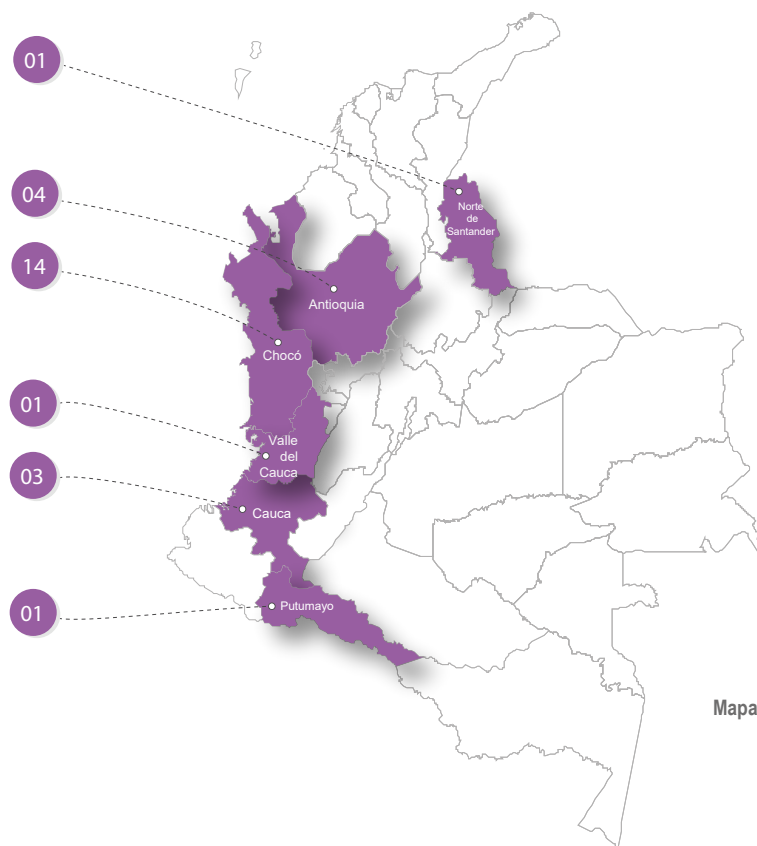 01
Norte
de
Santander
04
Antioquia
14
Chocó
01
Valle
del
Cauca
03
Cauca
01
Putumayo
Mapa